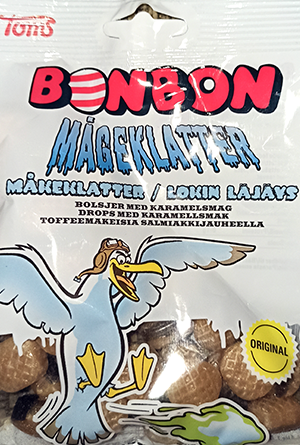 Toms
BONBON
MÅGEKLATTER
MÅKEKLATTER / LOKIN LÄJÄYS
BOLSJER MED KARAMELSMAG
DROPS MED KARAMELLSMAK
TOFFEEMAKEISIA SALMIAKKIJAUHEELLA
ORIGINAL